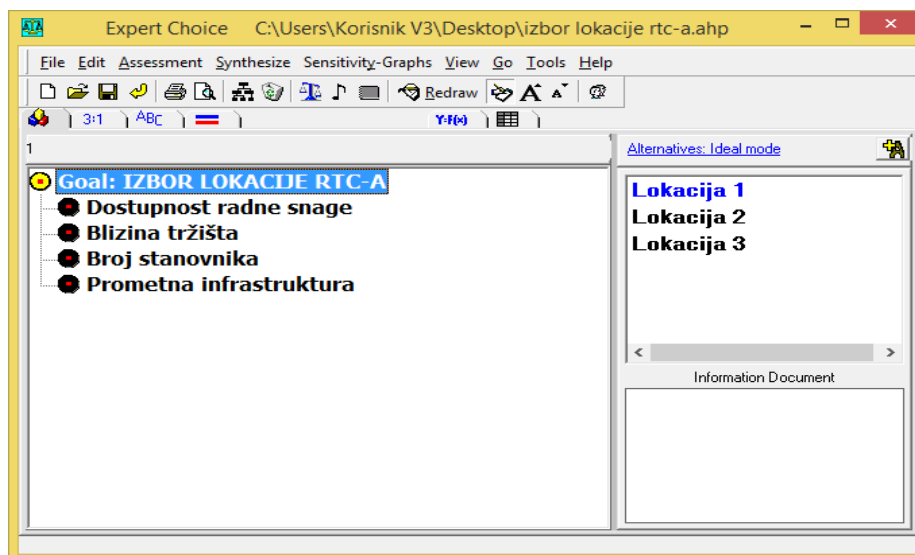 Expert Choice C:\Users\Korisnik V3\Desktop\izbor lokacije rtc-a.ahp
File Edit Assessment Synthesize Sensitivity-Graphs View Go Tools Help
Redraw A A
3:1 ABC Y=F(x)
1
Alternatives: Ideal mode
Goal: IZBOR LOKACIJE RTC-A
Dostupnost radne snage
Blizina tržišta
Broj stanovnika
Prometna infrastruktura
Lokacija 1
Lokacija 2
Lokacija 3
Information Document